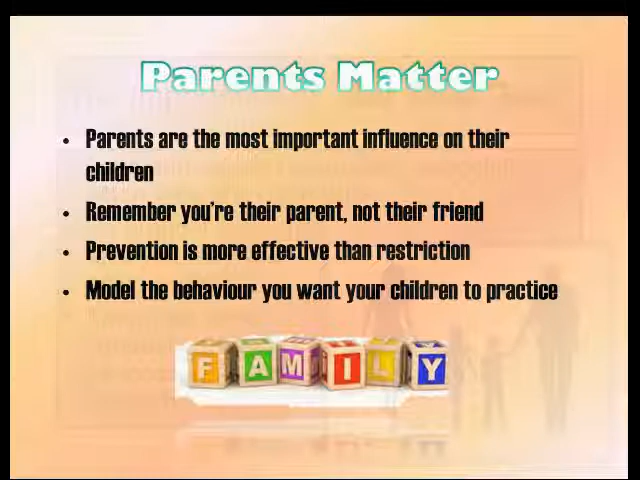 Parents Matter
• Parents are the most important influence on their
children
• Remember you're their parent, not their friend
• Prevention is more effective than restriction
• Model the behaviour you want your children to practice
FAMILY